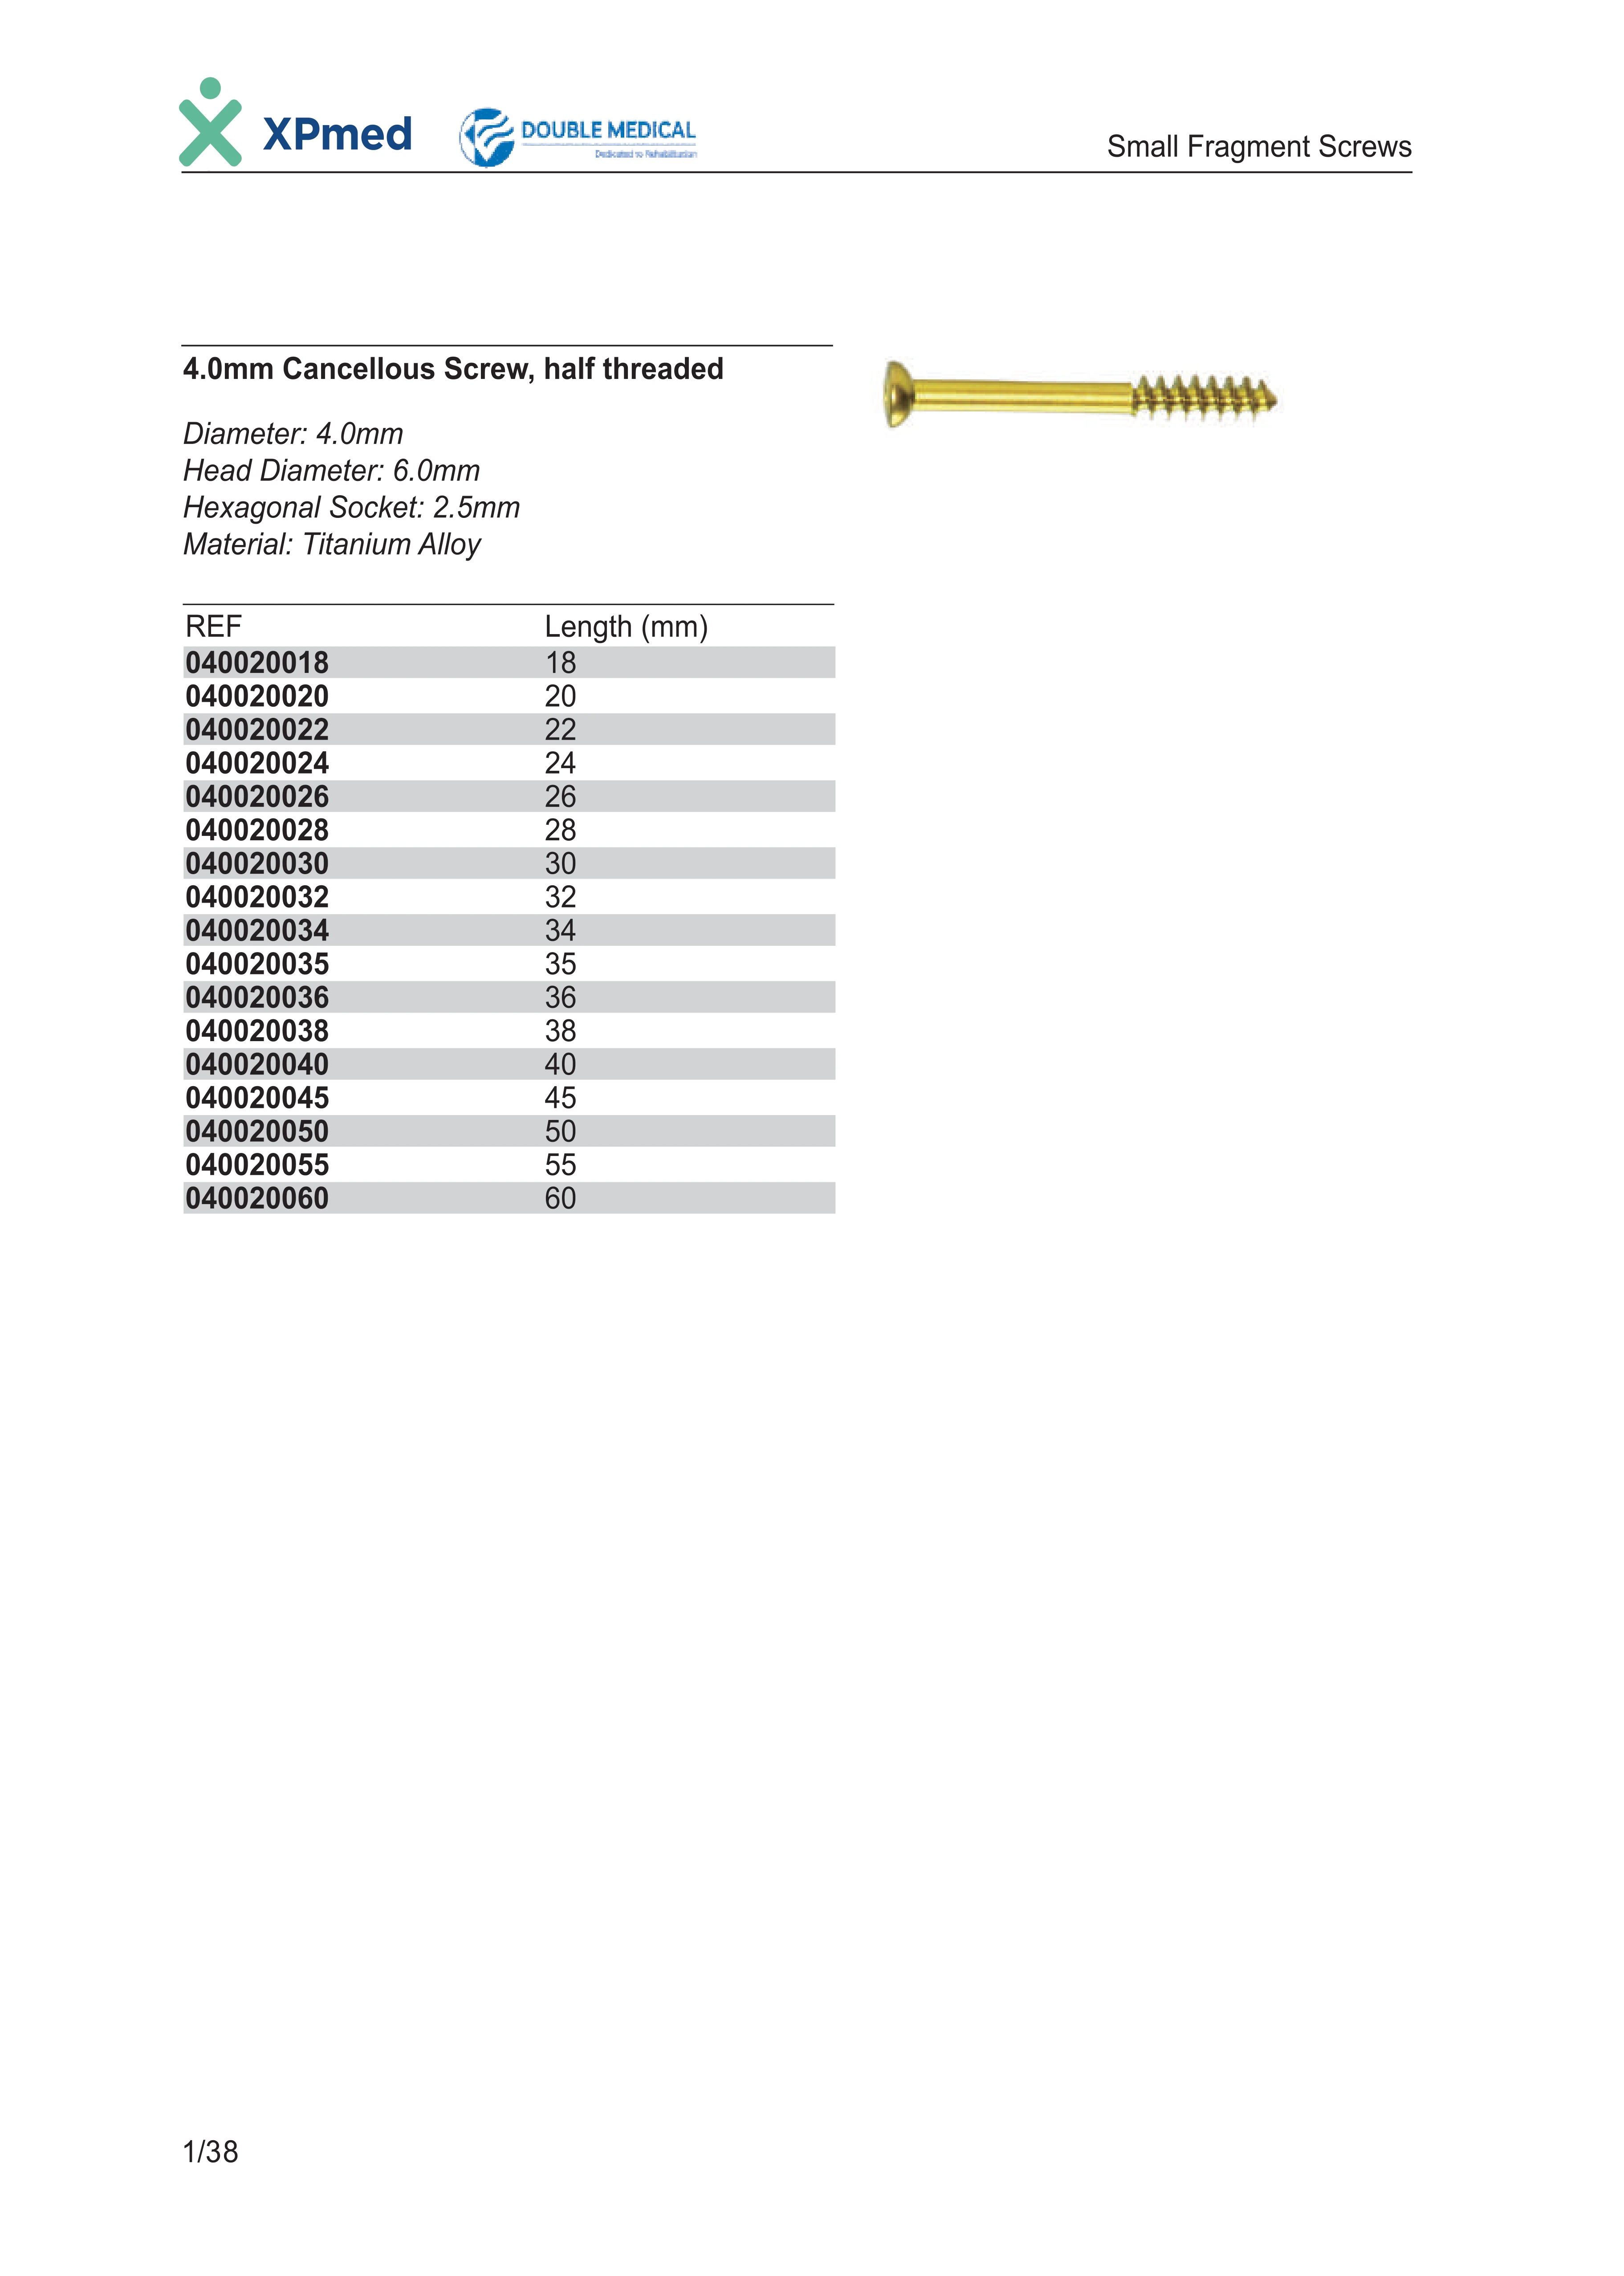 XPmed
DOUBLE MEDICAL
Dedicated to Rehabilitation
Small Fragment Screws
4.0mm Cancellous Screw, half threaded
Diameter: 4.0mm
Head Diameter: 6.0mm
Hexagonal Socket: 2.5mm
Material: Titanium Alloy
REF Length (mm)
040020018 18
040020020 20
040020022 22
040020024 24
040020026 26
040020028 28
040020030 30
040020032 32
040020034 34
040020035 35
040020036 36
040020038 38
040020040 40
040020045 45
040020050 50
040020055 55
040020060 60
1/38